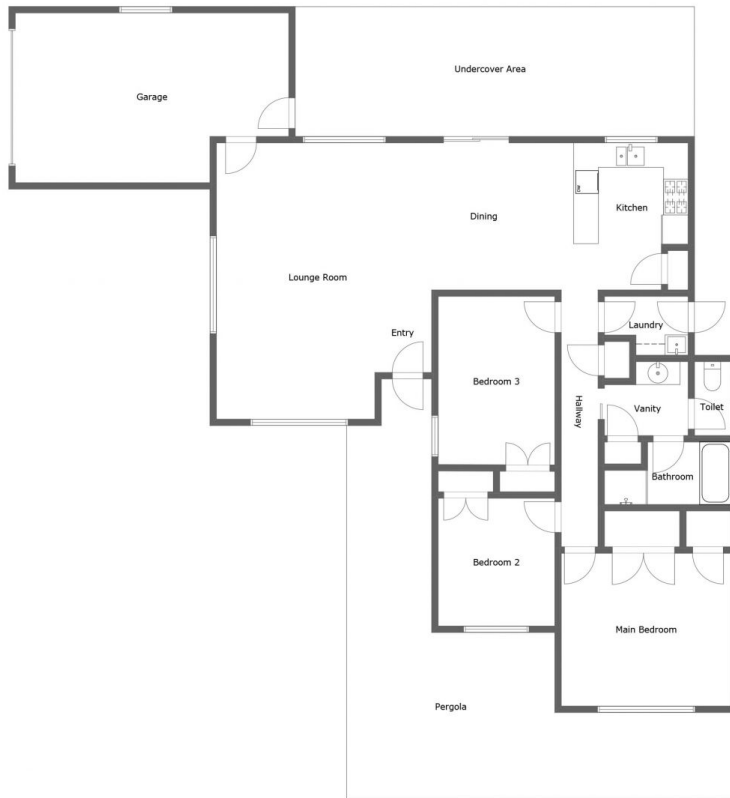 Undercover Area
Garage
Kitchen
Dining
Lounge Room
Laundry
Entry
Bedroom 3
Hallway
Vanity
Toilet
Bathroom
Bedroom 2
Main Bedroom
Pergola